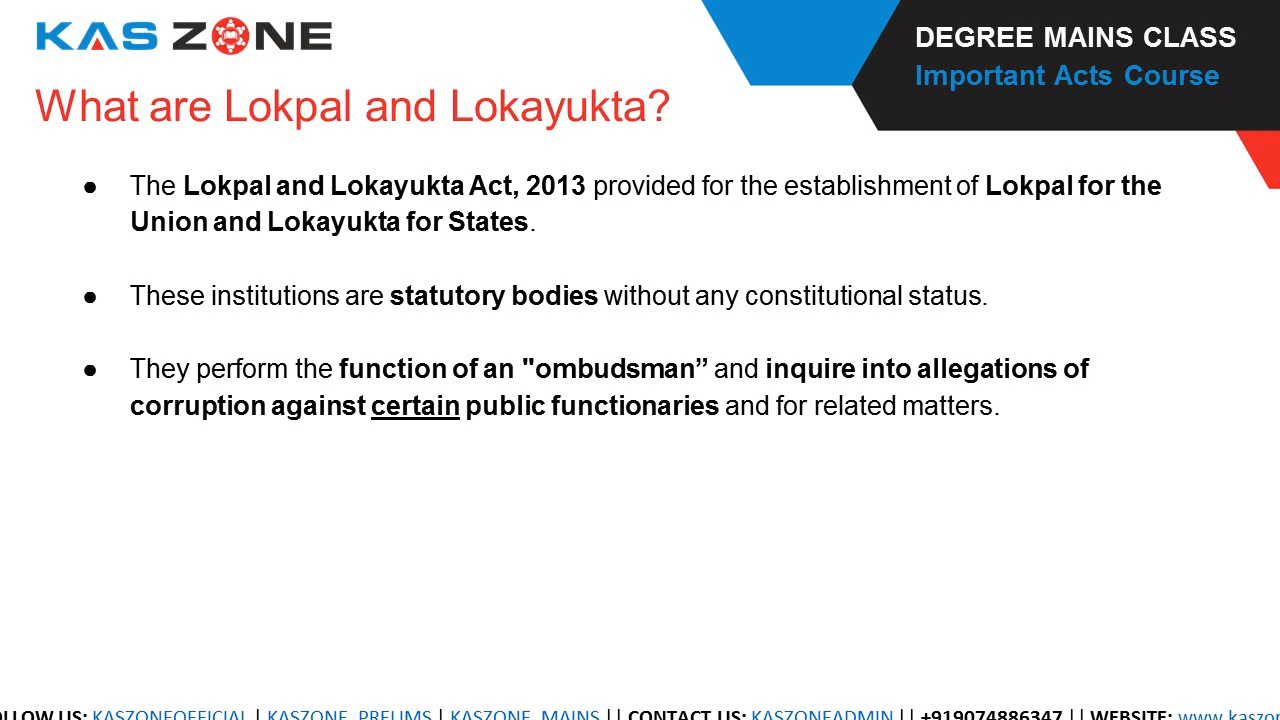 KAS ZONE
DEGREE MAINS CLASS
Important Acts Course
What are Lokpal and Lokayukta?
● The Lokpal and Lokayukta Act, 2013 provided for the establishment of Lokpal for the
Union and Lokayukta for States.
● These institutions are statutory bodies without any constitutional status.
● They perform the function of an "ombudsman” and inquire into allegations of
corruption against certain public functionaries and for related matters.
US: KASZONEOFFICIAL | KASZONE_PRELIMS | KASZONE_MAINS || CONTACT US: KASZONEADMIN || +919074886347 || WEBSITE: